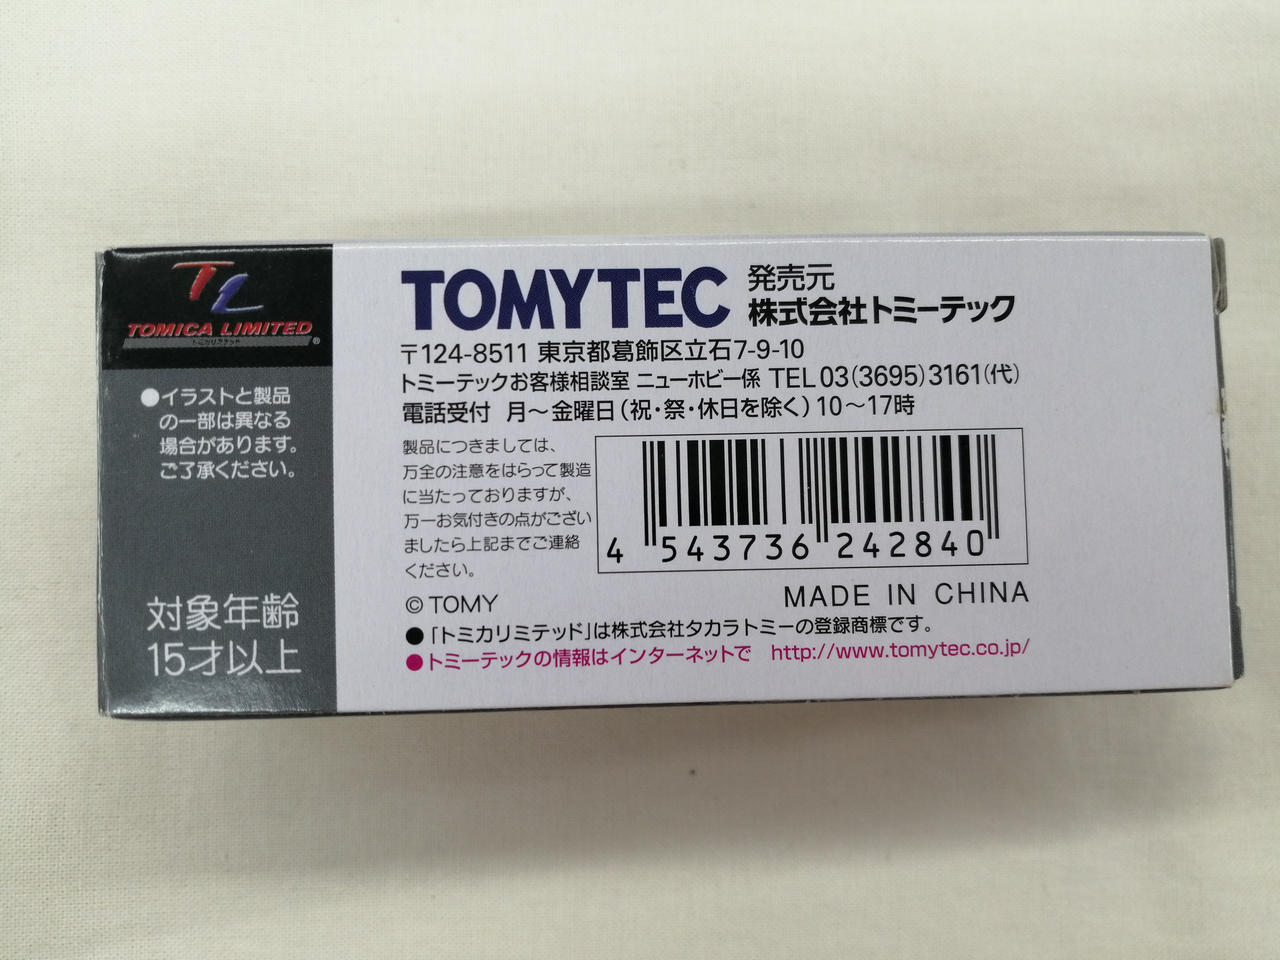 TL
TOMICA LIMITED
トミカリミテッド ®
●イラストと製品
の一部は異なる
場合があります。
ご了承ください。
対象年齢
15才以上
TOMYTEC
発売元
株式会社トミーテック
〒124-8511 東京都葛飾区立石7-9-10
トミーテックお客様相談室 ニューホビー係 TEL 03(3695)3161(代)
電話受付 月〜金曜日(祝・祭・休日を除く)10〜17時
製品につきましては、
万全の注意をはらって製造
に当たっておりますが、
万一お気付きの点がござい
ましたら上記までご連絡
ください。
4 543736 242840
© TOMY
MADE IN CHINA
●「トミカリミテッド」は株式会社タカラトミーの登録商標です。
●トミーテックの情報はインターネットで http://www.tomytec.co.jp/